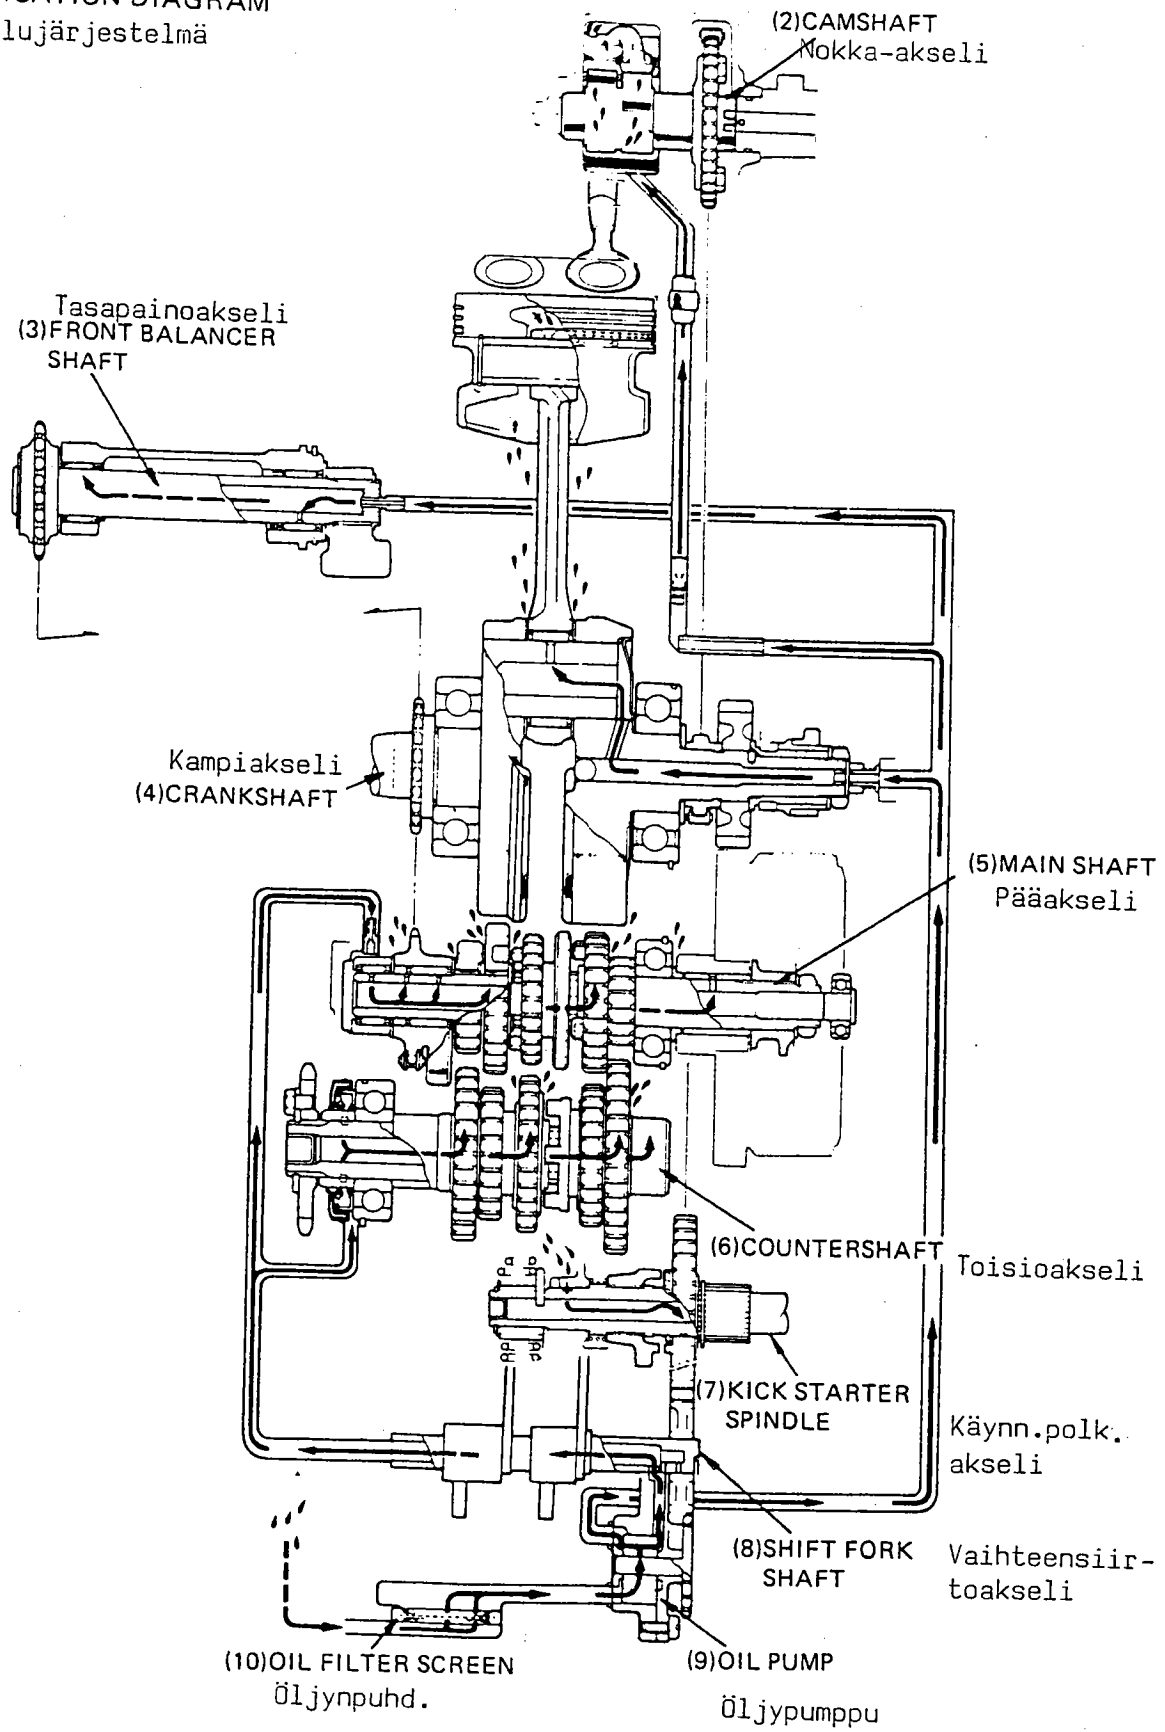 DIAGRAM
lujärjestelmä
(2)CAMSHAFT
Nokka-akseli
Tasapainoakseli
(3)FRONT BALANCER
SHAFT
Kampiakseli
(4)CRANKSHAFT
(5)MAIN SHAFT
Pääakseli
(6)COUNTERSHAFT
Toisioakseli
(7)KICK STARTER
SPINDLE
Käynn.polk.
akseli
(8)SHIFT FORK
SHAFT
Vaihteensiir-
toakseli
(10)OIL FILTER SCREEN
Öljynpuhd.
(9)OIL PUMP
Öljypumppu